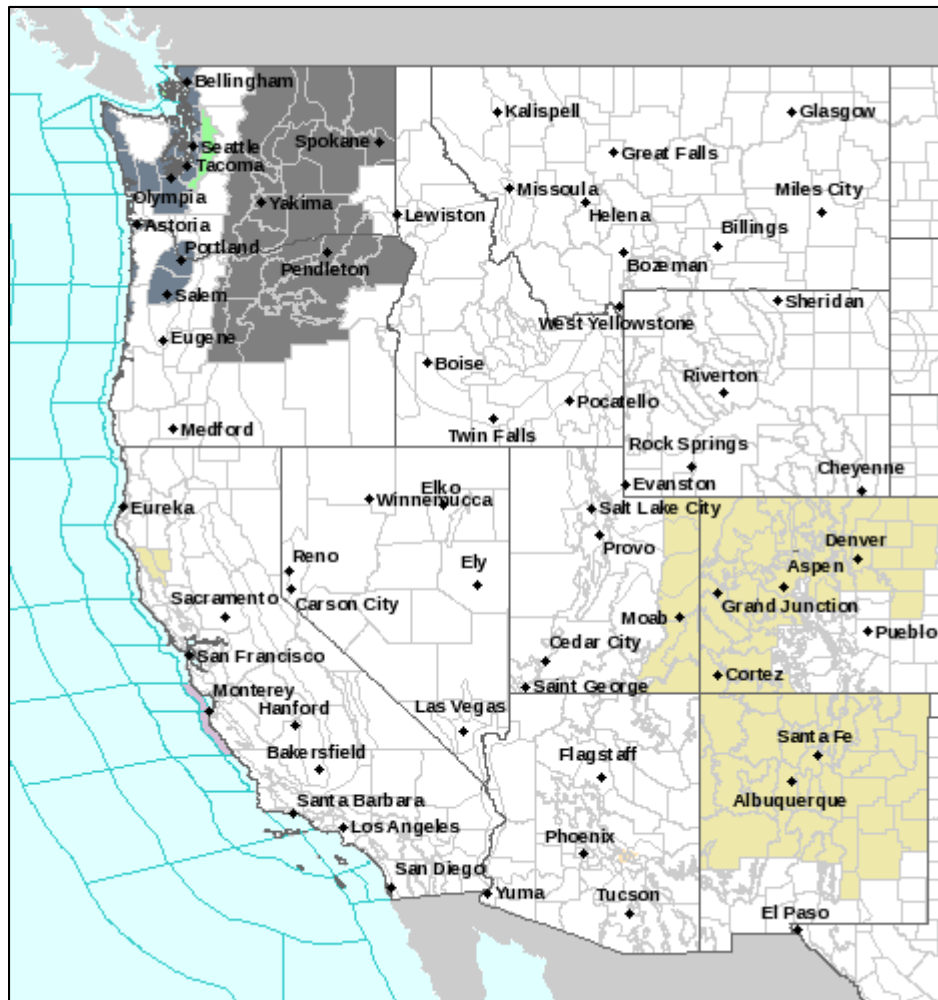 Bellingham
Kalispell
Glasgow
Seattle
Spokane
Great Falls
Tacoma
Missoula
Miles City
Olympia
Yakima
Lewiston
Helena
Astoria
Billings
Portland
Pendleton
Bozeman
Salem
Sheridan
West Yellowstone
Eugene
Boise
Riverton
Pocatello
Medford
Twin Falls
Rock Springs
Cheyenne
Elko
Evanston
Winnemucca
Eureka
Salt Lake City
Provo
Denver
Reno
Ely
Aspen
Sacramento
Carson City
Grand Junction
Moab
Pueblo
Cedar City
San Francisco
Cortez
Saint George
Monterey
Hanford
Las Vegas
Santa Fe
Bakersfield
Flagstaff
Albuquerque
Santa Barbara
Los Angeles
Phoenix
San Diego
Yuma
Tucson
El Paso